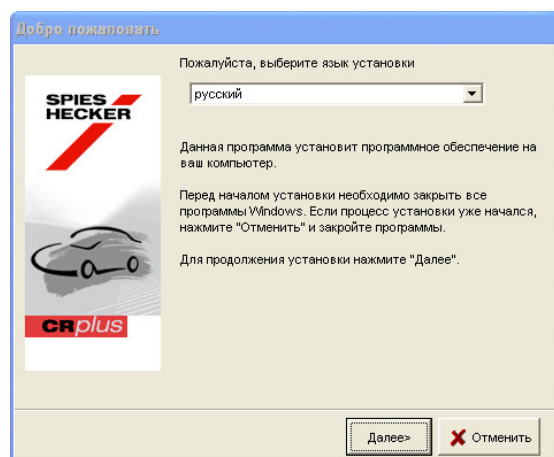 Добро пожаловать
Пожалуйста, выберите язык установки
SPIES
HECKER
русский
Данная программа установит программное обеспечение на
ваш компьютер.
Перед началом установки необходимо закрыть все
программы Windows. Если процесс установки уже начался,
нажмите "Отменить" и закройте программы.
Для продолжения установки нажмите "Далее".
CRplus
Далее>
Отменить